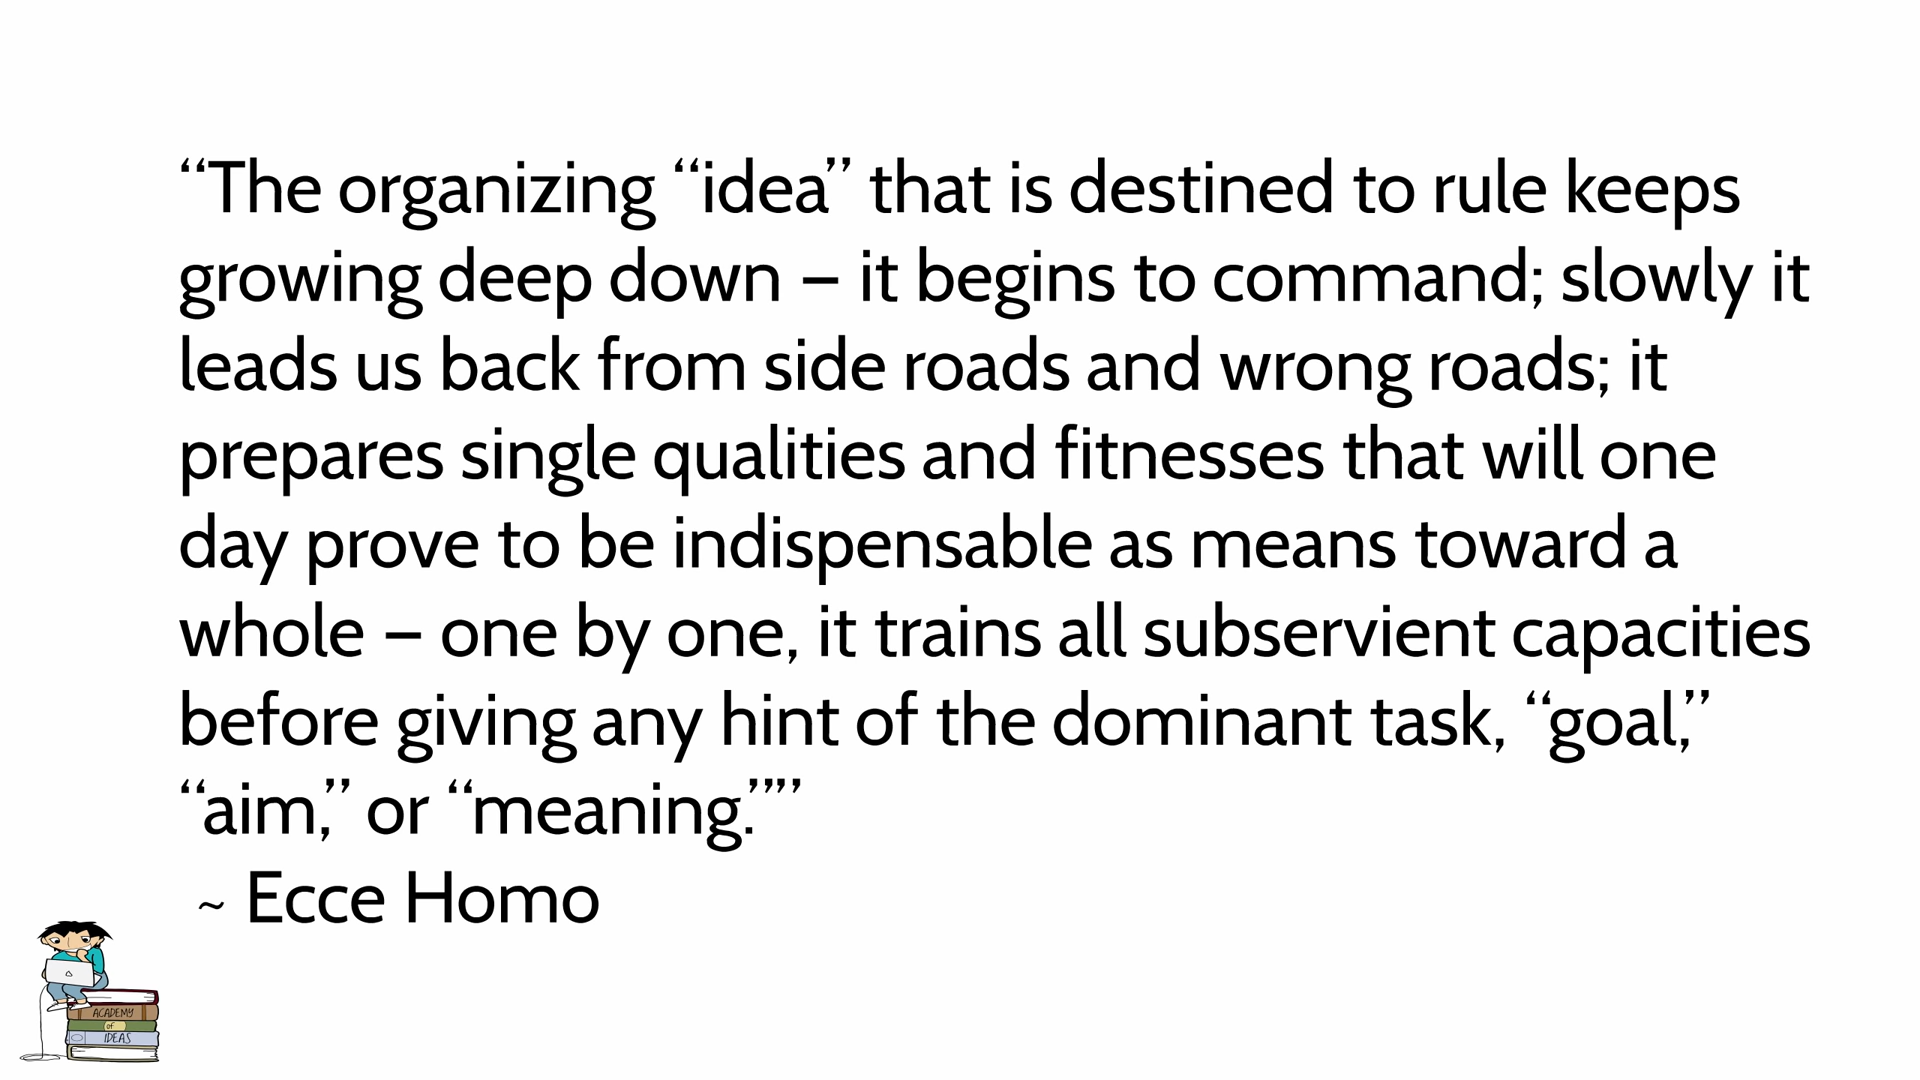 “The organizing “idea” that is destined to rule keeps
growing deep down – it begins to command; slowly it
leads us back from side roads and wrong roads; it
prepares single qualities and fitnesses that will one
day prove to be indispensable as means toward a
whole – one by one, it trains all subservient capacities
before giving any hint of the dominant task, “goal,”
“aim,” or “meaning.””
~ Ecce Homo
ACADEMY
of
IDEAS